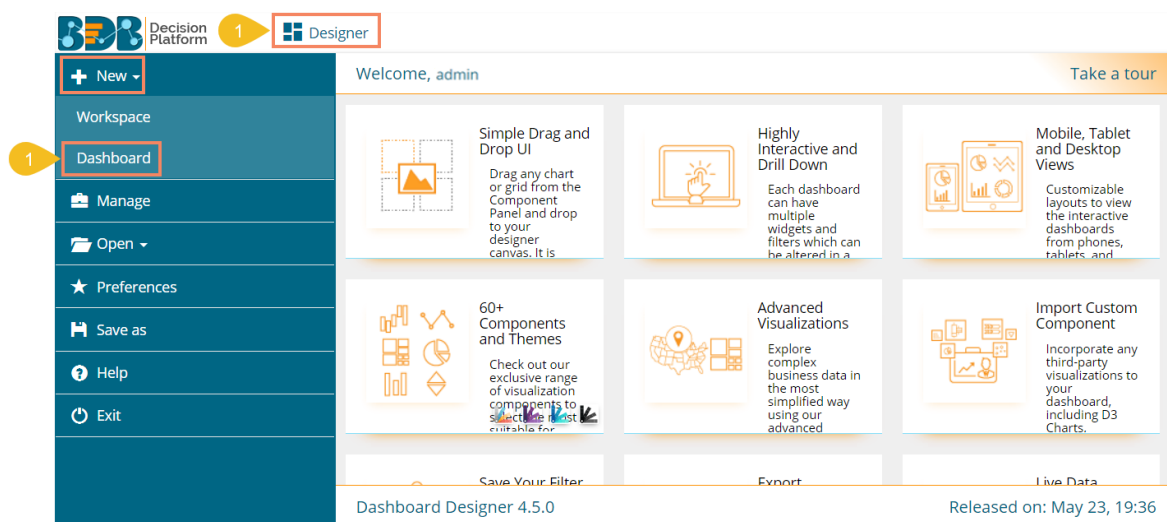 BDB Decision
Platform
1
Designer
New
Welcome, admin
Take a tour
Workspace
1
Dashboard
Manage
Open
Preferences
Save as
Help
Exit
Simple Drag and
Drop UI
Drag any chart
or grid from the
Component
Panel and drop
to your
designer
canvas. It is
Highly
Interactive and
Drill Down
Each dashboard
can have
multiple
widgets and
filters which can
be altered in a
Mobile, Tablet
and Desktop
Views
Customizable
layouts to view
the interactive
dashboards
from phones,
tablets, and
60+
Components
and Themes
Check out our
exclusive range
of visualization
components to
select the most
suitable for
Advanced
Visualizations
Explore
complex
business data in
the most
simplified way
using our
advanced
Import Custom
Component
Incorporate any
third-party
visualizations to
your
dashboard,
including D3
Charts.
Save Your Filter
Export
Live Data
Dashboard Designer 4.5.0
Released on: May 23, 19:36